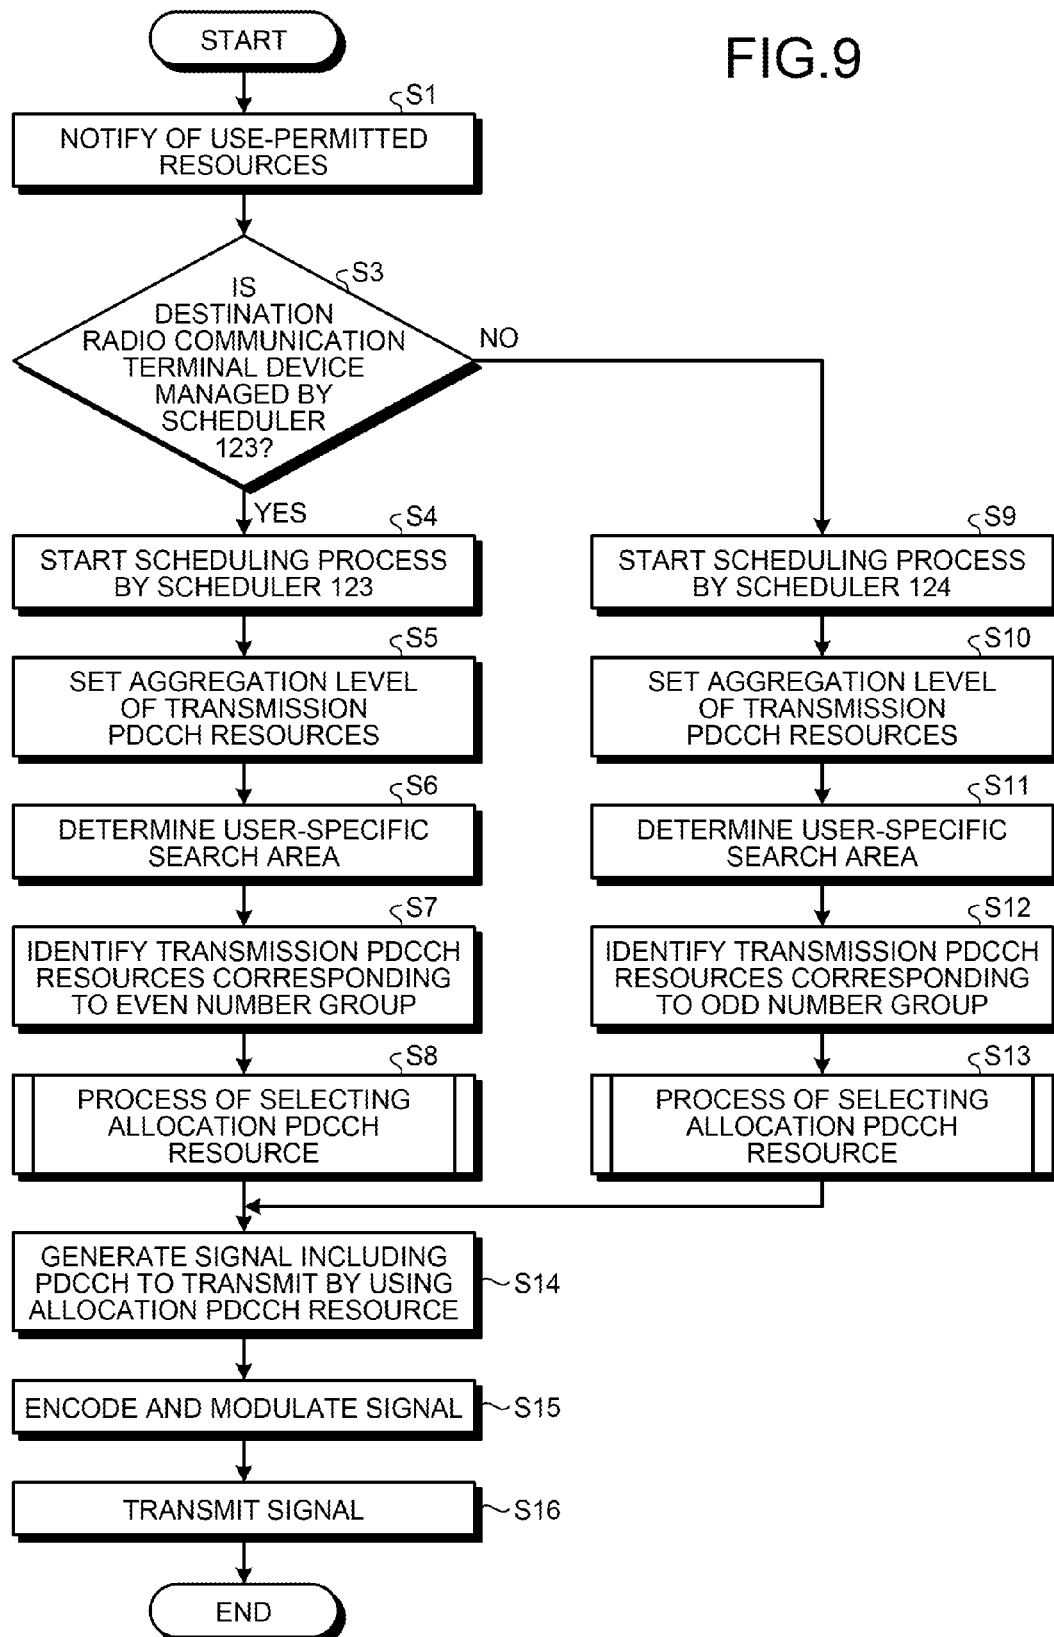 START
FIG.9
S1
NOTIFY OF USE-PERMITTED
RESOURCES
S3
IS
DESTINATION
RADIO COMMUNICATION
TERMINAL DEVICE
MANAGED BY
SCHEDULER
123?
NO
YES
S4
START SCHEDULING PROCESS
BY SCHEDULER 123
S5
SET AGGREGATION LEVEL
OF TRANSMISSION
PDCCH RESOURCES
S6
DETERMINE USER-SPECIFIC
SEARCH AREA
S7
IDENTIFY TRANSMISSION PDCCH
RESOURCES CORRESPONDING
TO EVEN NUMBER GROUP
S8
PROCESS OF SELECTING
ALLOCATION PDCCH
RESOURCE
S9
START SCHEDULING PROCESS
BY SCHEDULER 124
S10
SET AGGREGATION LEVEL
OF TRANSMISSION
PDCCH RESOURCES
S11
DETERMINE USER-SPECIFIC
SEARCH AREA
S12
IDENTIFY TRANSMISSION PDCCH
RESOURCES CORRESPONDING
TO ODD NUMBER GROUP
S13
PROCESS OF SELECTING
ALLOCATION PDCCH
RESOURCE
GENERATE SIGNAL INCLUDING
PDCCH TO TRANSMIT BY USING
ALLOCATION PDCCH RESOURCE
S14
ENCODE AND MODULATE SIGNAL
S15
TRANSMIT SIGNAL
S16
END